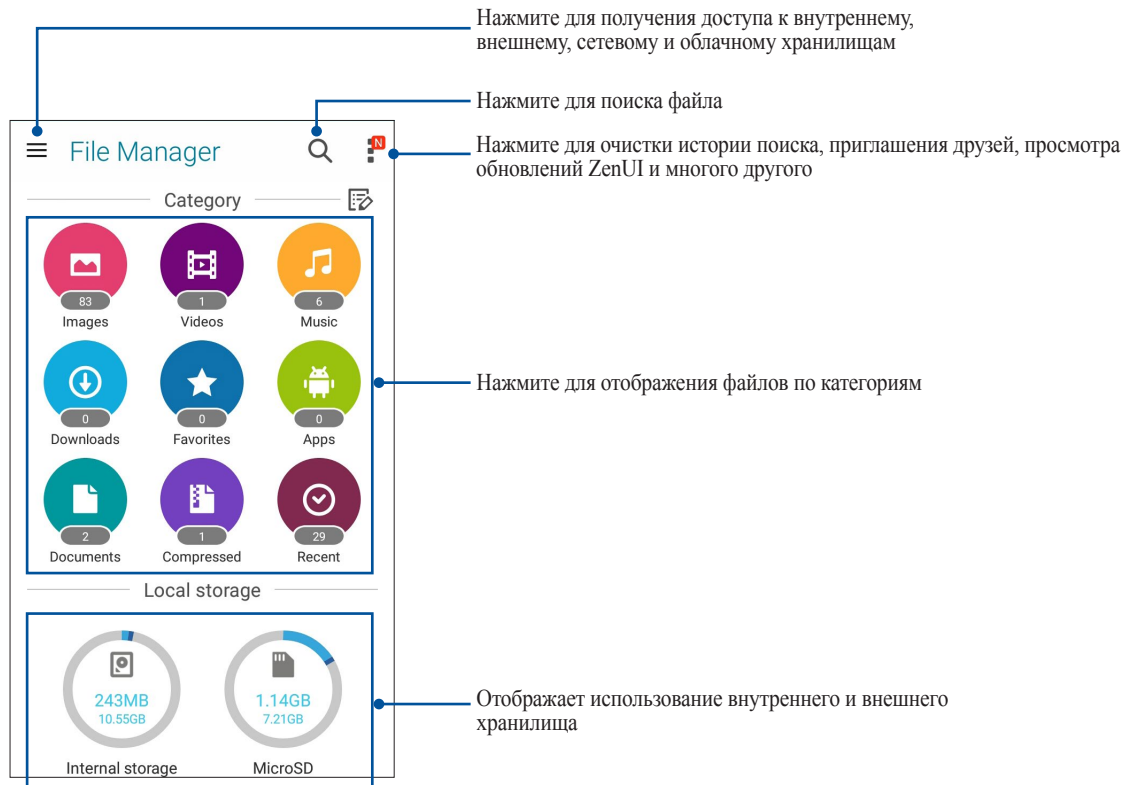 Нажмите для получения доступа к внутреннему,
внешнему, сетевому и облачному хранилищам
Нажмите для поиска файла
Нажмите для очистки истории поиска, приглашения друзей, просмотра
обновлений ZenUI и многого другого
File Manager
N
Category
83
1
6
Images
Videos
Music
Нажмите для отображения файлов по категориям
0
0
0
Downloads
Favorites
Apps
2
1
29
Documents
Compressed
Recent
Local storage
243MB
10.55GB
1.14GB
7.21GB
Отображает использование внутреннего и внешнего
хранилища
Internal storage
MicroSD